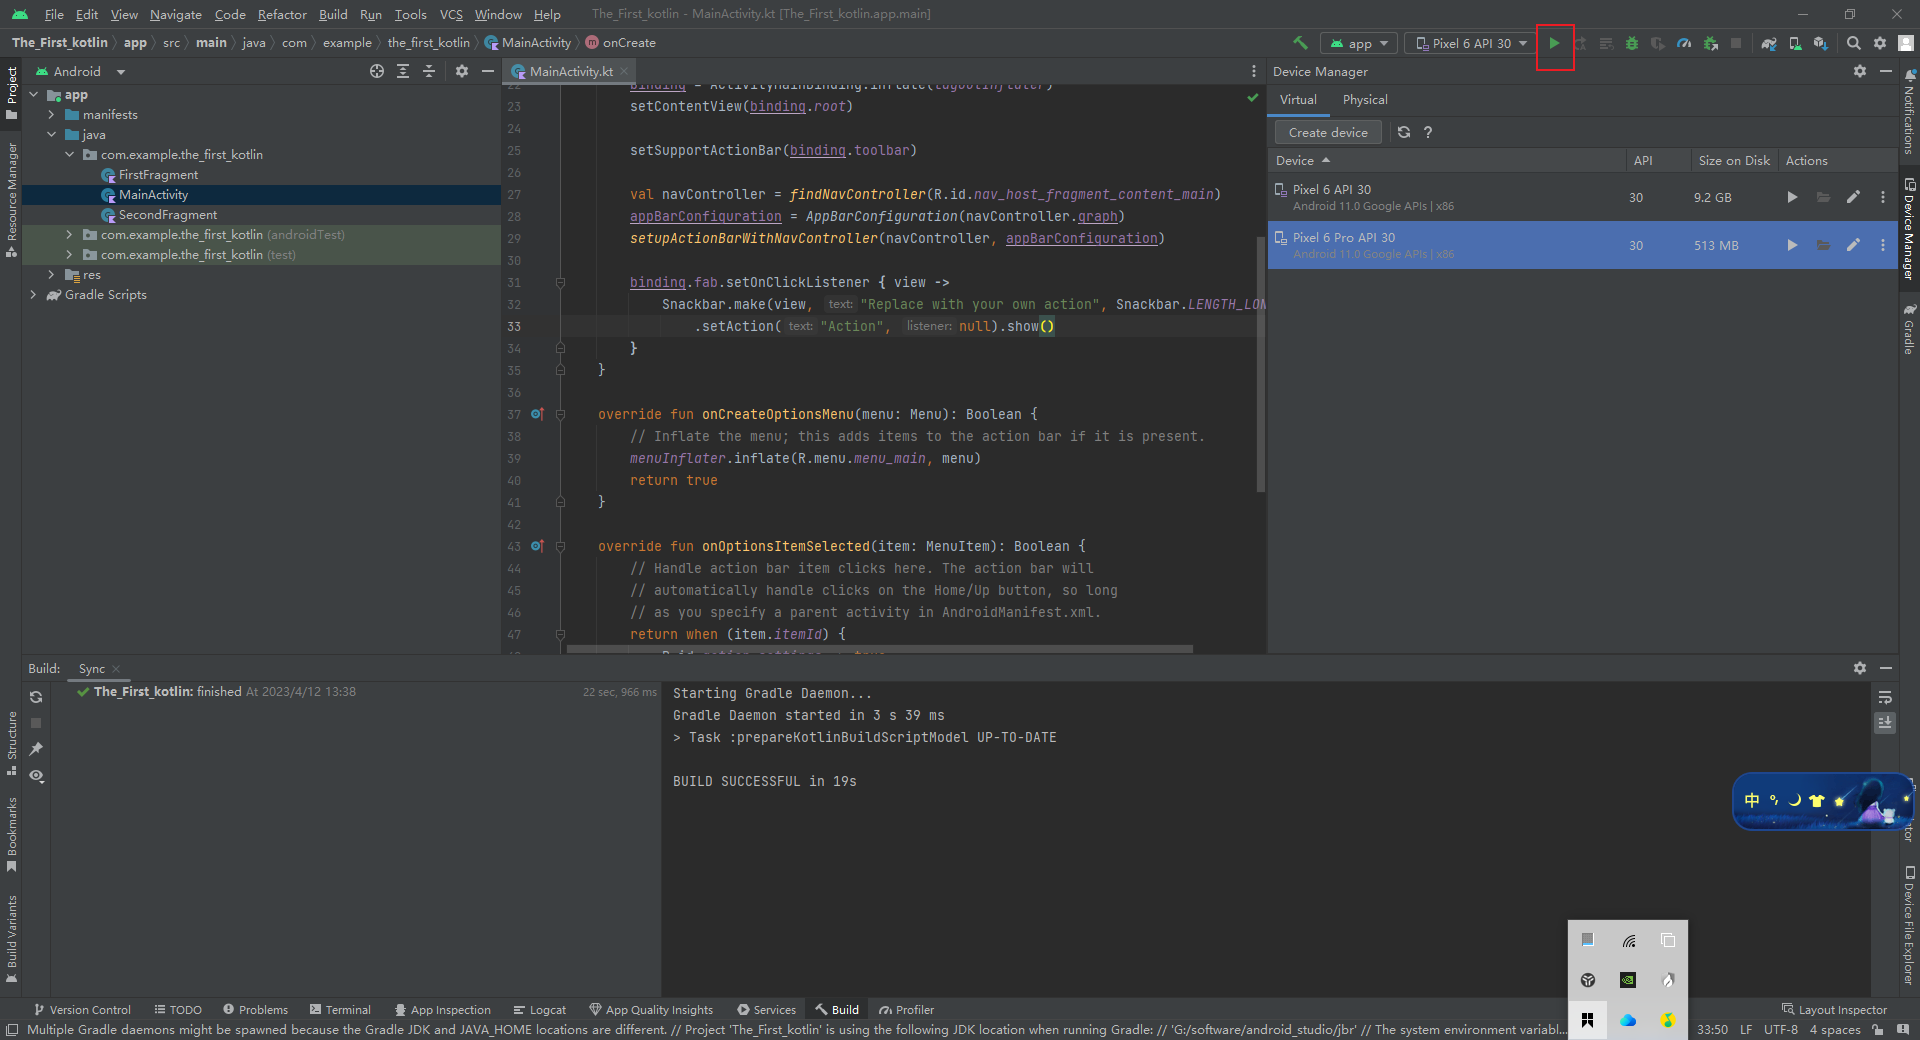 File Edit View Navigate Code Refactor Build Run Tools VCS Window Help The_First_kotlin - MainActivity.kt [The_First_kotlin.app.main]
The_First_kotlin app src main java com example the_first_kotlin MainActivity m onCreate app Pixel 6 API 30
Project
Resource Manager
Structure
Bookmarks
Build Variants
Android
app
manifests
java
com.example.the_first_kotlin
FirstFragment
MainActivity
SecondFragment
com.example.the_first_kotlin (androidTest)
com.example.the_first_kotlin (test)
res
Gradle Scripts
MainActivity.kt
22 binding = ActivityMainBinding.inflate(layoutInflater)
23 setContentView(binding.root)
24
25 setSupportActionBar(binding.toolbar)
26
27 val navController = findNavController(R.id.nav_host_fragment_content_main)
28 appBarConfiguration = AppBarConfiguration(navController.graph)
29 setupActionBarWithNavController(navController, appBarConfiguration)
30
31 binding.fab.setOnClickListener { view ->
32 Snackbar.make(view, text: "Replace with your own action", Snackbar.LENGTH_LON
33 .setAction( text: "Action", listener: null).show()
34 }
35 }
36
37 override fun onCreateOptionsMenu(menu: Menu): Boolean {
38 // Inflate the menu; this adds items to the action bar if it is present.
39 menuInflater.inflate(R.menu.menu_main, menu)
40 return true
41 }
42
43 override fun onOptionsItemSelected(item: MenuItem): Boolean {
44 // Handle action bar item clicks here. The action bar will
45 // automatically handle clicks on the Home/Up button, so long
46 // as you specify a parent activity in AndroidManifest.xml.
47 return when (item.itemId) {
Device Manager
Virtual Physical
Create device ?
Device API Size on Disk Actions
Pixel 6 API 30
Android 11.0 Google APIs | x86
30 9.2 GB
Pixel 6 Pro API 30
Android 11.0 Google APIs | x86
30 513 MB
Notifications
Device Manager
Gradle
Device File Explorer
Build: Sync
The_First_kotlin: finished At 2023/4/12 13:38 22 sec, 966 ms
Starting Gradle Daemon...
Gradle Daemon started in 3 s 39 ms
> Task :prepareKotlinBuildScriptModel UP-TO-DATE
BUILD SUCCESSFUL in 19s
中
Version Control TODO Problems Terminal App Inspection Logcat App Quality Insights Services Build Profiler Layout Inspector
Multiple Gradle daemons might be spawned because the Gradle JDK and JAVA_HOME locations are different. // Project 'The_First_kotlin' is using the following JDK location when running Gradle: // 'G:/software/android_studio/jbr' // The system environment variabl... 33:50 LF UTF-8 4 spaces